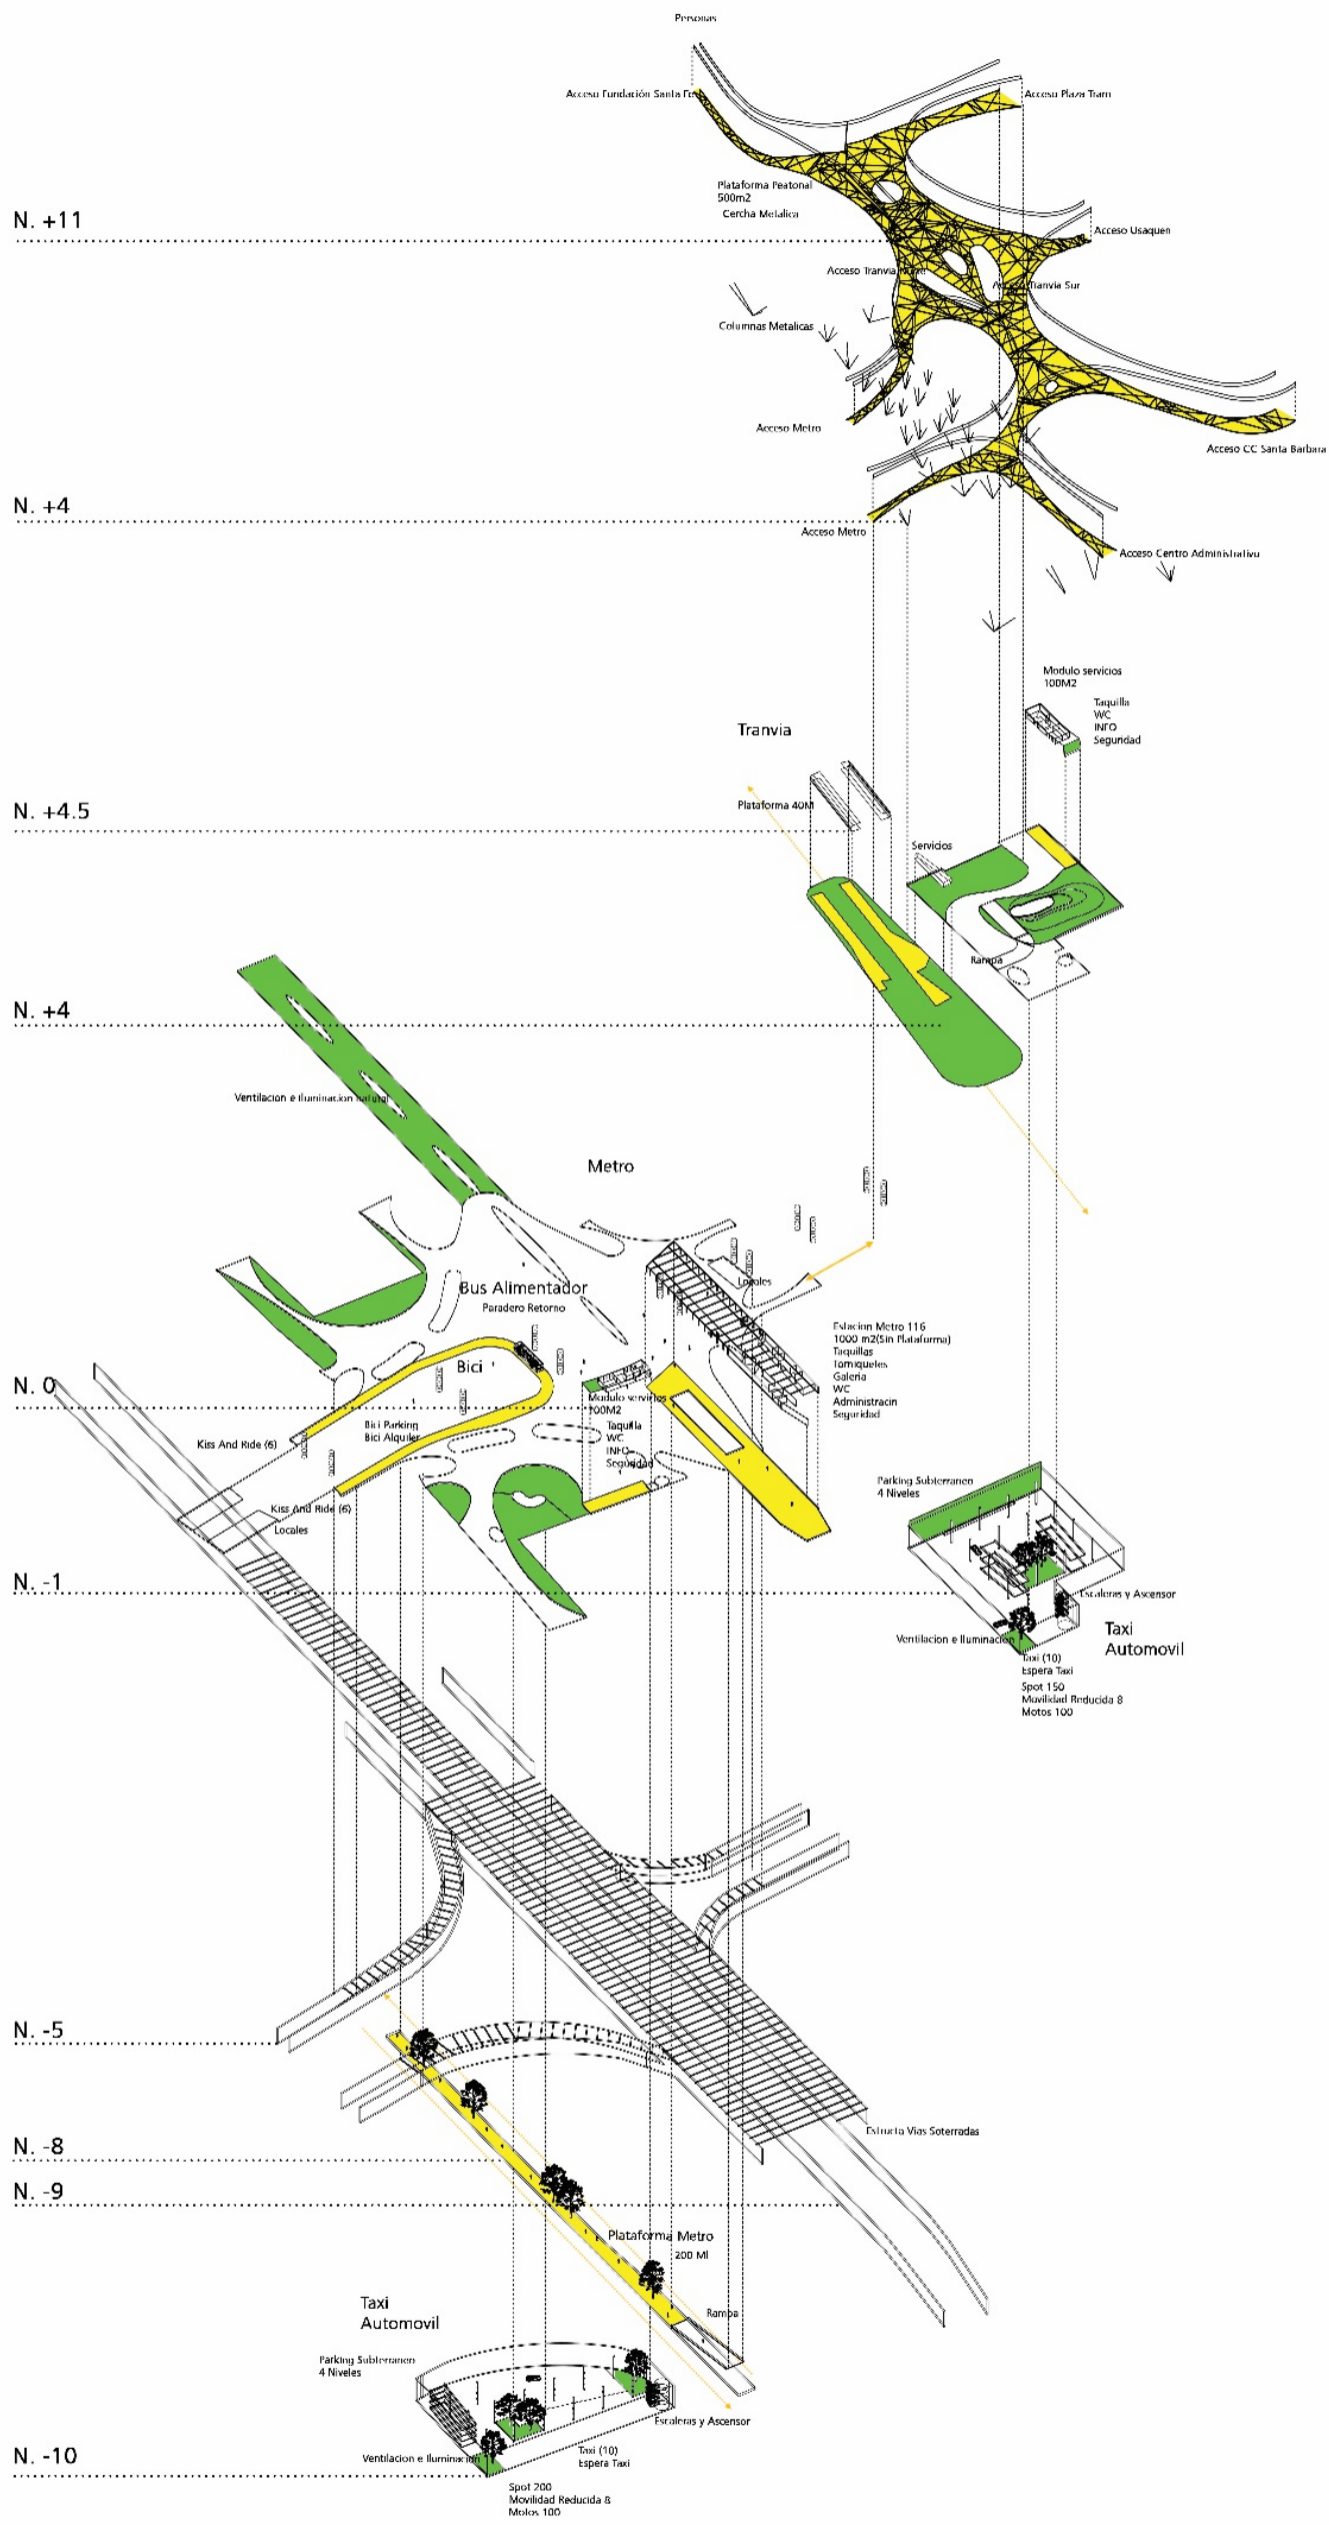 Personas
Acceso Fundación Santa Fe
Acceso Plaza Tram
Plataforma Peatonal
500m2
Cercha Metalica
N. +11
Acceso Usaquen
Acceso Tranvia
Acceso Tranvia Sur
Columnas Metalicas
Acceso Metro
Acceso CC Santa Barbara
N. +4
Acceso Metro
Acceso Centro Administrativo
Modulo servicios
100M2
Taquilla
WC
INFO
Seguridad
Tranvia
Plataforma 40M
N. +4.5
Servicios
Rampa
N. +4
Ventilacion e Iluminacion natural
Metro
Locales
Bus Alimentador
Paradero Retorno
Estacion Metro 116
1000 m2(Sin Plataforma)
Taquillas
Torniquetes
Galeria
WC
Administracin
Seguridad
Bici
N. 0
Modulo servicios
100M2
Bici Parking
Bici Alquiler
Taquilla
WC
INFO
Seguridad
Kiss And Ride (6)
Kiss And Ride (6)
Locales
Parking Subterraneo
4 Niveles
N. -1
Escaleras y Ascensor
Taxi
Automovil
Ventilacion e Iluminacion
Taxi (10)
Espera Taxi
Spot 150
Movilidad Reducida 8
Motos 100
N. -5
Estructa Vias Soterradas
N. -8
N. -9
Plataforma Metro
200 Ml
Rampa
Taxi
Automovil
Parking Subterraneo
4 Niveles
Escaleras y Ascensor
Ventilacion e Iluminacion
Taxi (10)
Espera Taxi
N. -10
Spot 200
Movilidad Reducida 8
Motos 100